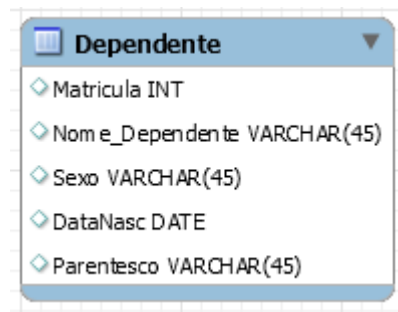 Dependente
Matricula INT
Nome_Dependente VARCHAR(45)
Sexo VARCHAR(45)
DataNasc DATE
Parentesco VARCHAR(45)